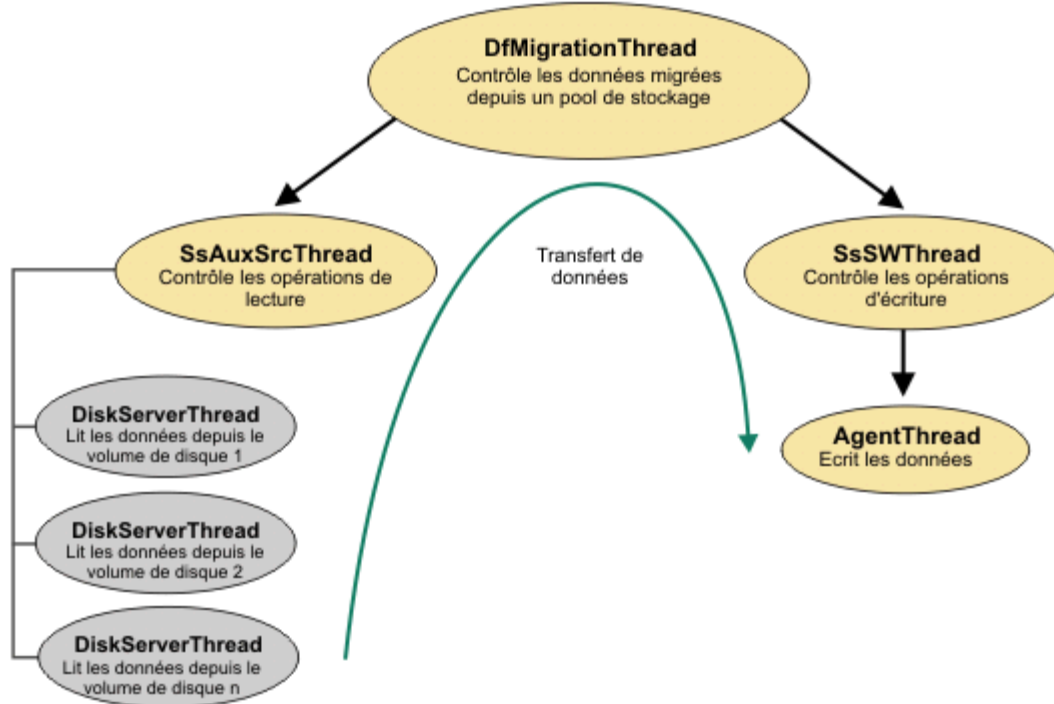 DfMigrationThread
Contrôle les données migrées
depuis un pool de stockage
SsAuxSrcThread
Contrôle les opérations de
lecture
Transfert de
données
SsSWThread
Contrôle les opérations
d'écriture
DiskServerThread
Lit les données depuis le
volume de disque 1
AgentThread
Ecrit les données
DiskServerThread
Lit les données depuis le
volume de disque 2
DiskServerThread
Lit les données depuis le
volume de disque n